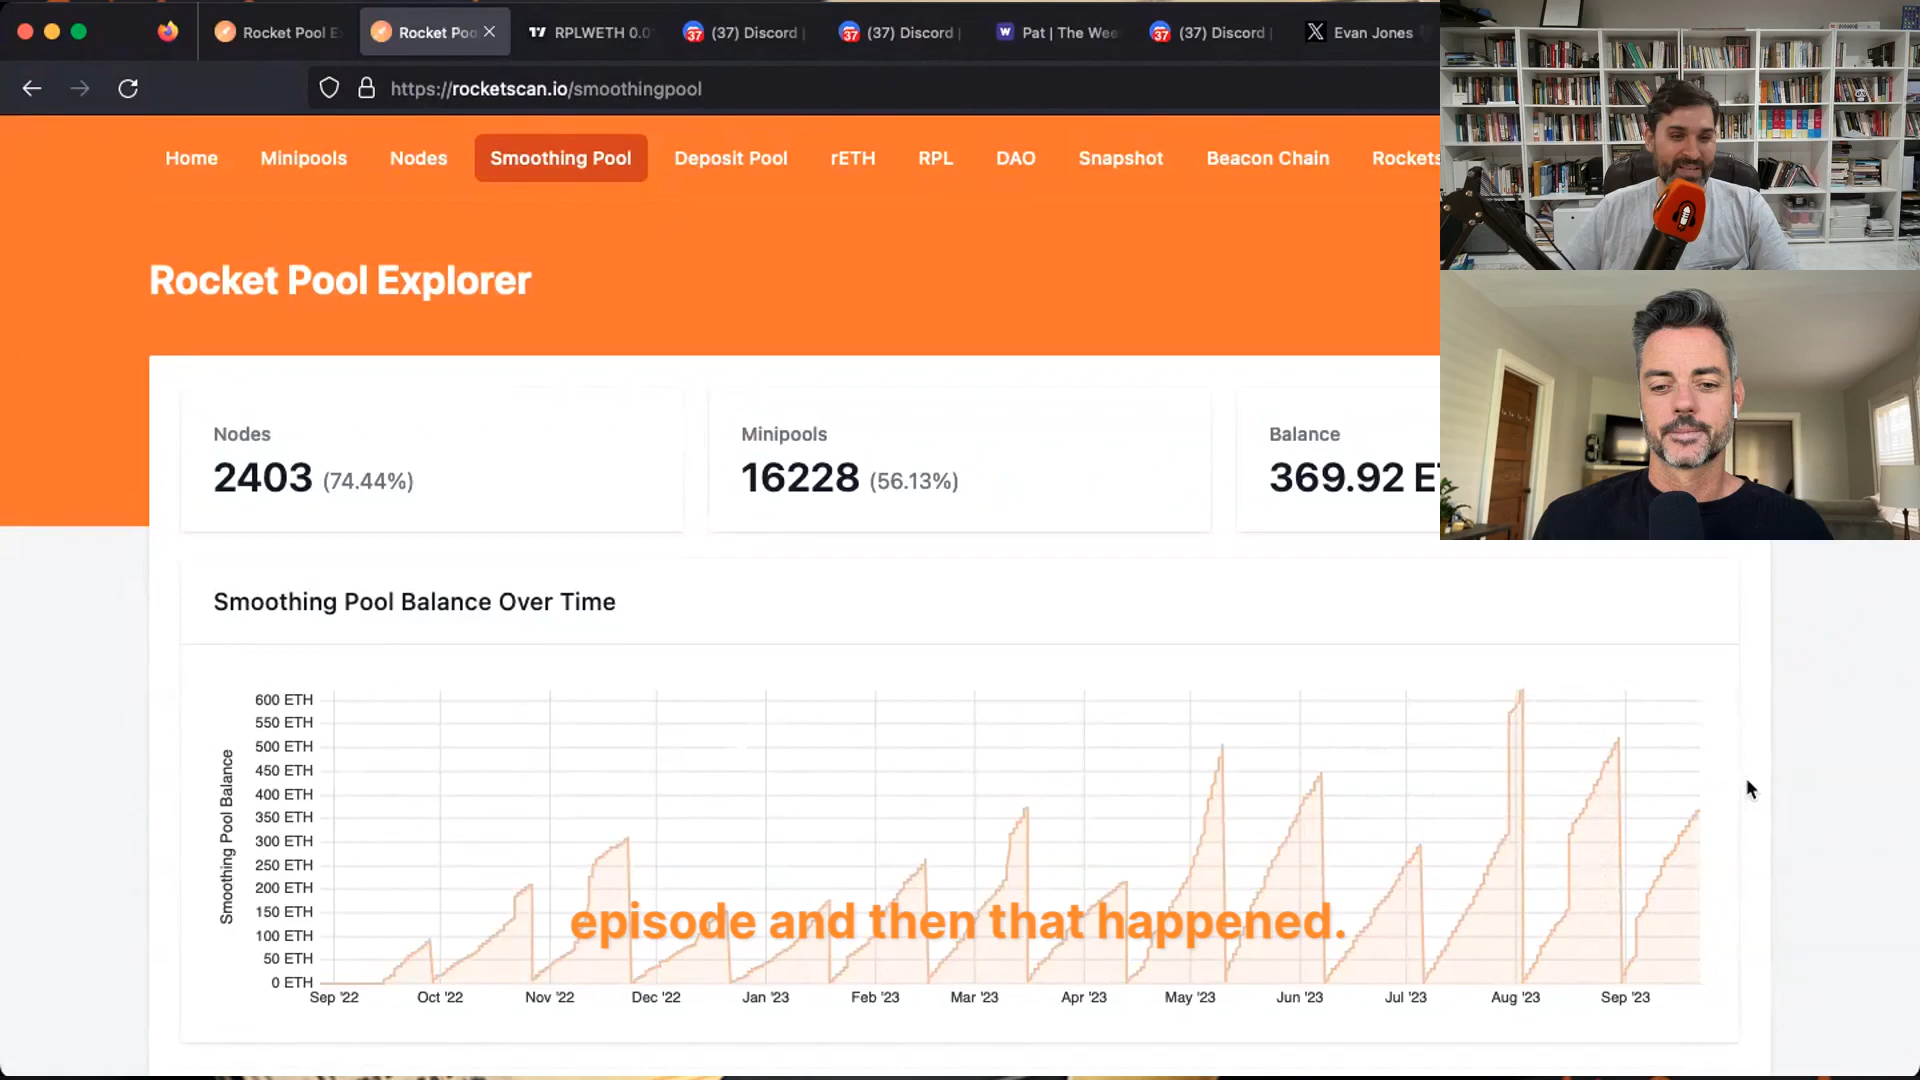 Rocket Pool E
Rocket Poo
RPLWETH 0.0
(37) Discord
(37) Discord
Pat | The Wee
(37) Discord
Evan Jones
https://rocketscan.io/smoothingpool
Home
Minipools
Nodes
Smoothing Pool
Deposit Pool
rETH
RPL
DAO
Snapshot
Beacon Chain
Rockets
Rocket Pool Explorer
Nodes
2403 (74.44%)
Minipools
16228 (56.13%)
Balance
369.92 ET
Smoothing Pool Balance Over Time
Smoothing Pool Balance
600 ETH
550 ETH
500 ETH
450 ETH
400 ETH
350 ETH
300 ETH
250 ETH
200 ETH
150 ETH
100 ETH
50 ETH
0 ETH
episode and then that happened.
Sep '22
Oct '22
Nov '22
Dec '22
Jan '23
Feb '23
Mar '23
Apr '23
May '23
Jun '23
Jul '23
Aug '23
Sep '23